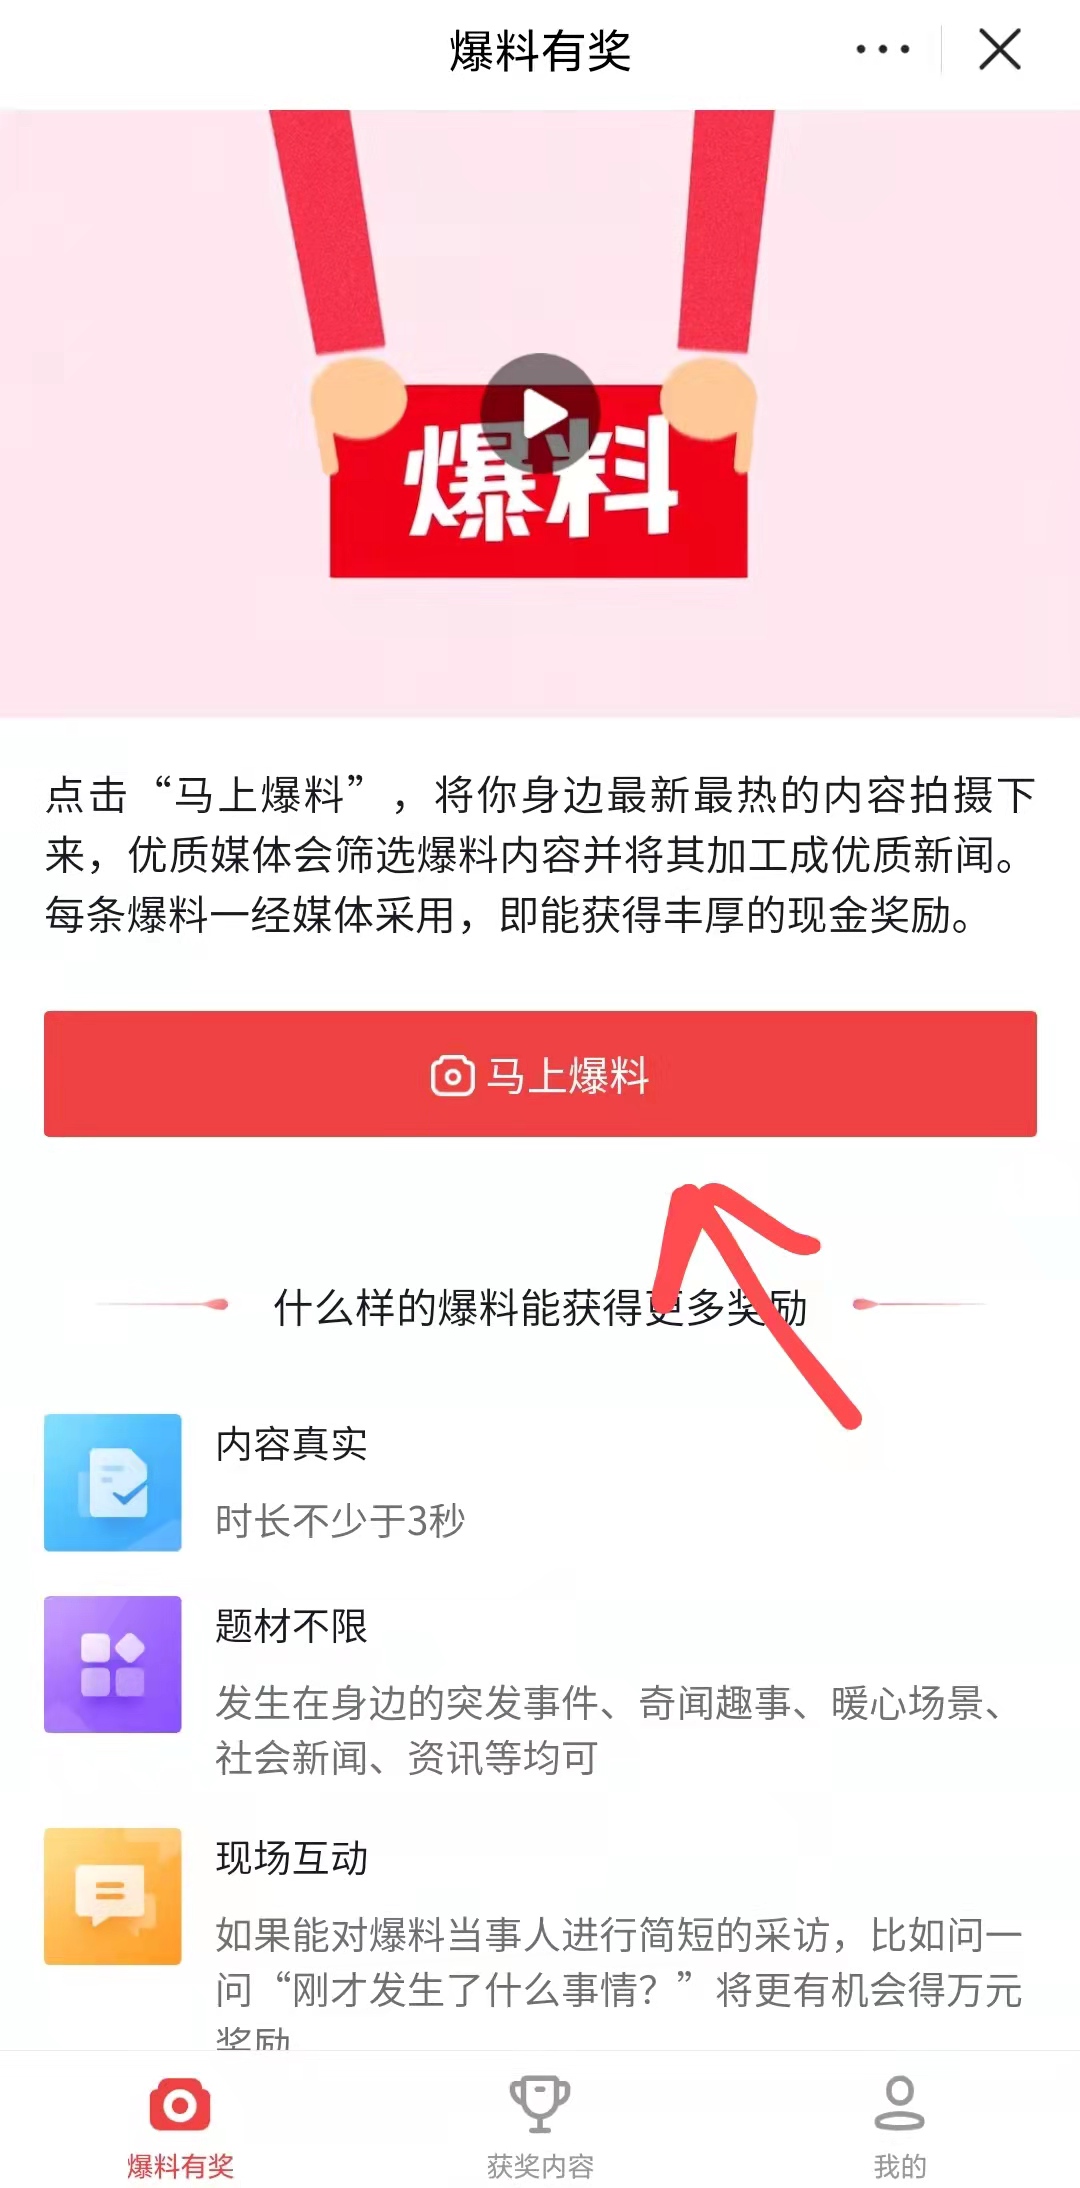 爆料有奖
爆料
点击“马上爆料”，将你身边最新最热的内容拍摄下
来，优质媒体会筛选爆料内容并将其加工成优质新闻。
每条爆料一经媒体采用，即能获得丰厚的现金奖励。
马上爆料
什么样的爆料能获得更多奖励
内容真实
时长不少于3秒
题材不限
发生在身边的突发事件、奇闻趣事、暖心场景、
社会新闻、资讯等均可
现场互动
如果能对爆料当事人进行简短的采访，比如问一
问“刚才发生了什么事情？”将更有机会得万元
奖励
爆料有奖
获奖内容
我的